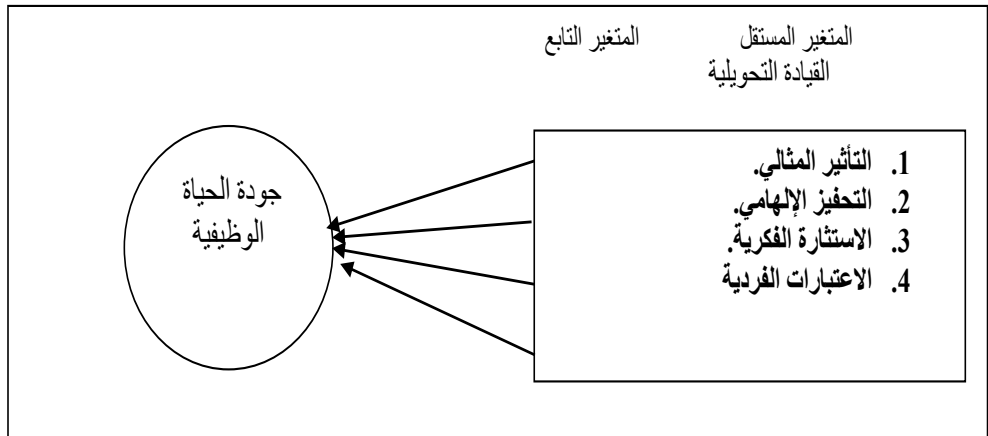 المتغير المستقل
المتغير التابع
القيادة التحويلية
1. التأثير المثالي.
2. التحفيز الإلهامي.
3. الاستثارة الفكرية.
4. الاعتبارات الفردية
جودة الحياة
الوظيفية